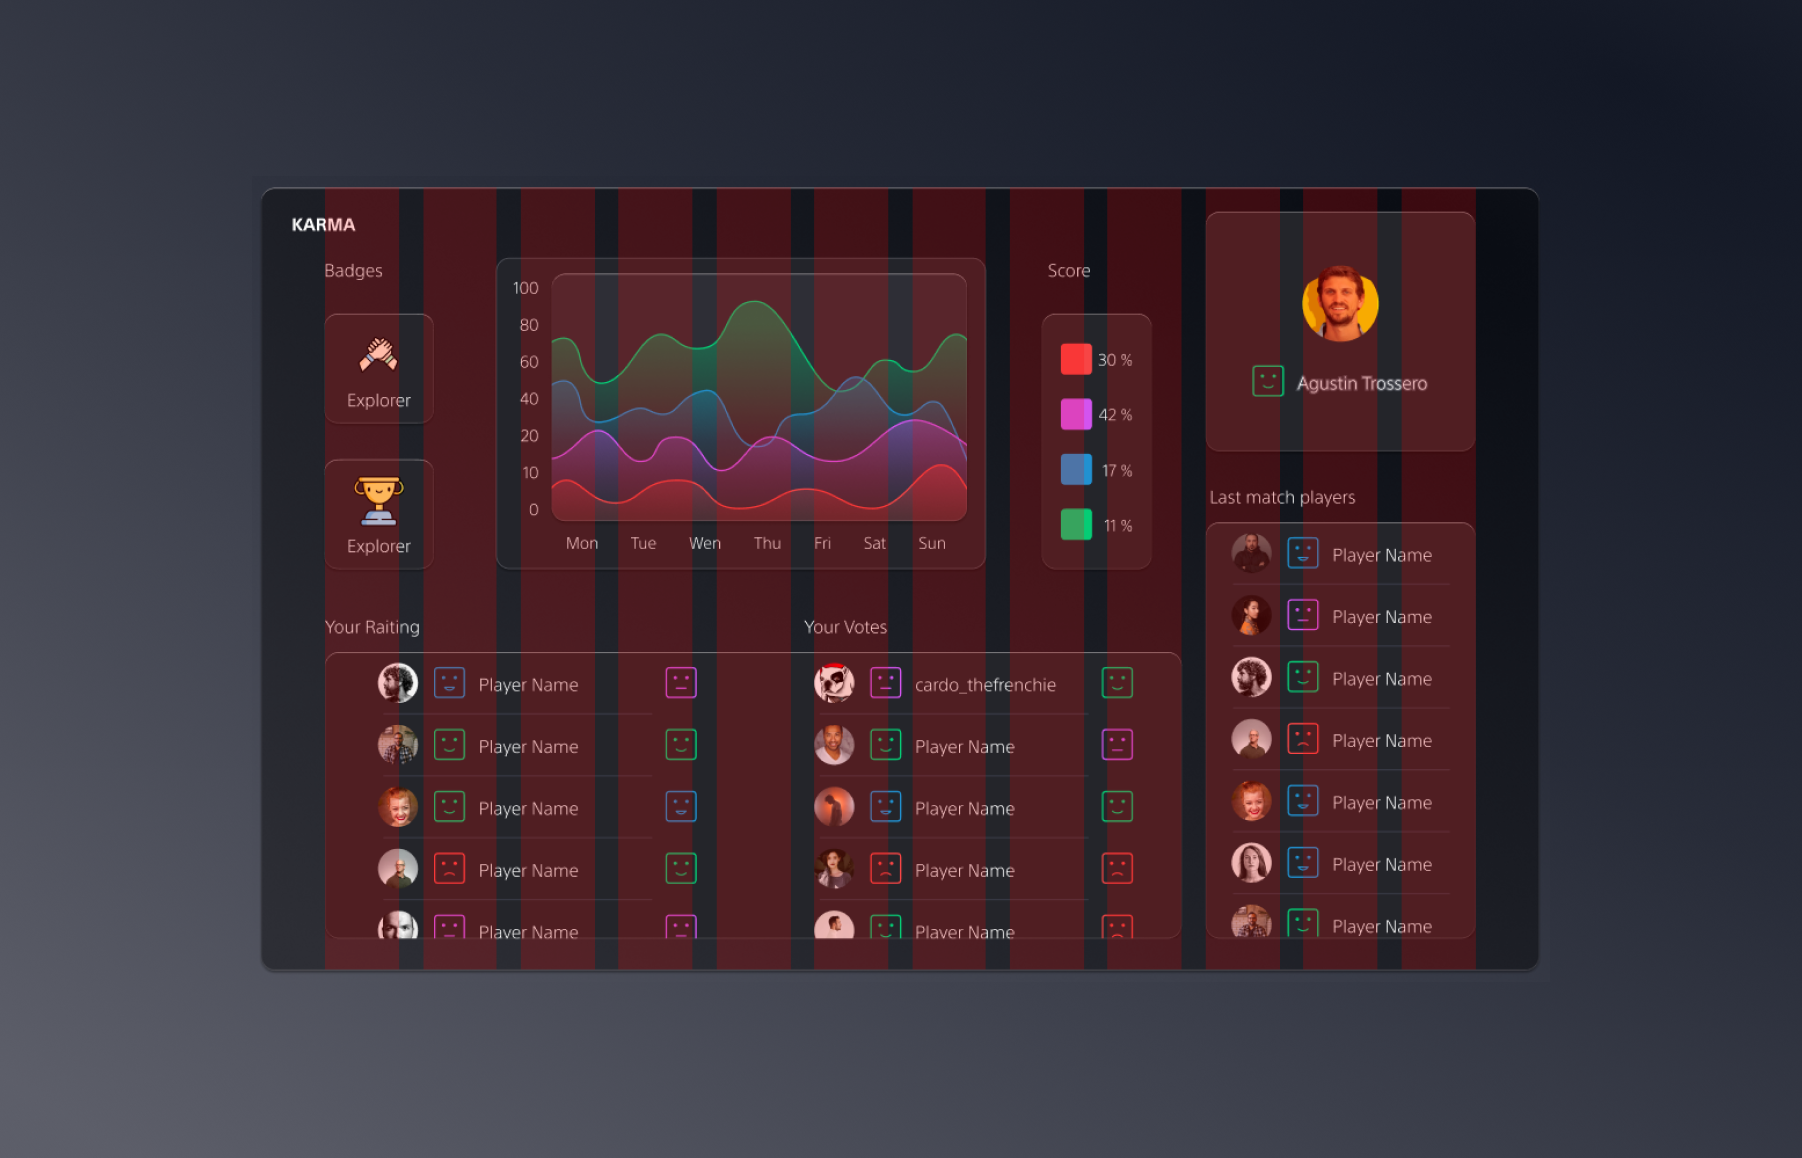 KARMA
Badges
Explorer
Explorer
100
80
60
40
20
10
0
Mon Tue Wen Thu Fri Sat Sun
Score
30 %
42 %
17 %
11 %
Agustin Trossero
Last match players
Player Name
Player Name
Player Name
Player Name
Player Name
Player Name
Player Name
Your Raiting
Player Name
Player Name
Player Name
Player Name
Player Name
Your Votes
cardo_thefrenchie
Player Name
Player Name
Player Name
Player Name